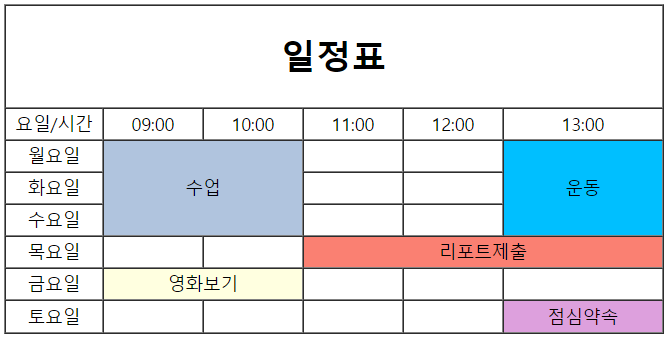 일정표
요일/시간 09:00 10:00 11:00 12:00 13:00
월요일
화요일 수업 운동
수요일
목요일 리포트제출
금요일 영화보기
토요일 점심약속